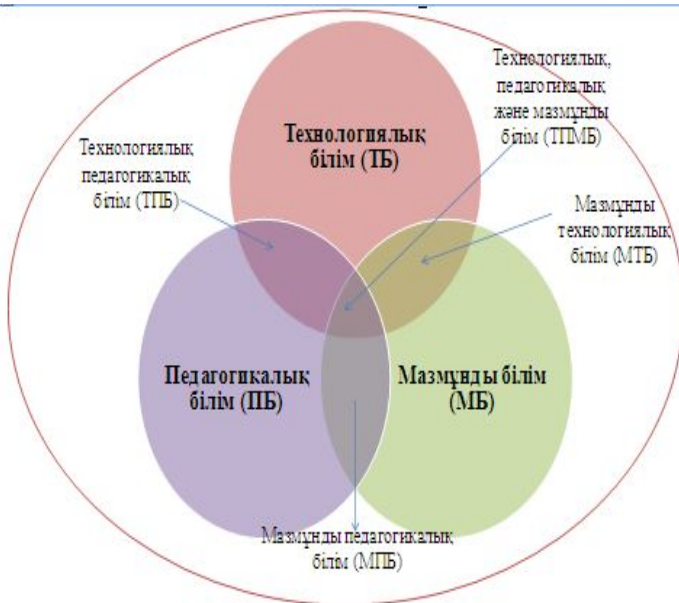 Технологиялық,
педагогикалық
және мазмұнды
білім (ТПМБ)
Технологиялық
білім (ТБ)
Технологиялық
педагогикалық
білім (ТПБ)
Мазмұнды
технологиялық
білім (МТБ)
Педагогикалық
білім (ПБ)
Мазмұнды білім
(МБ)
Мазмұнды педагогикалық
білім (МПБ)